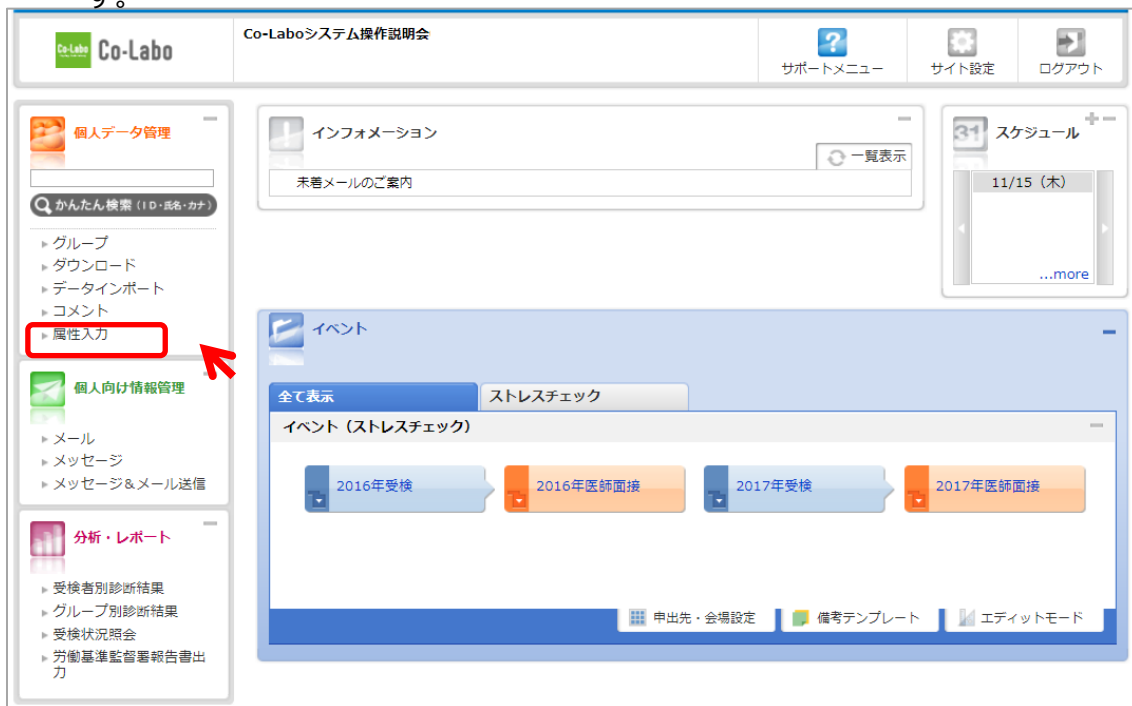 す。
Co-Labo
Co-Labo
Co-Laboシステム操作説明会
サポートメニュー
サイト設定
ログアウト
個人データ管理
かんたん検索（ID・氏名・カナ）
グループ
ダウンロード
データインポート
コメント
属性入力
個人向け情報管理
メール
メッセージ
メッセージ&メール送信
分析・レポート
受検者別診断結果
グループ別診断結果
受検状況照会
労働基準監督署報告書出
力
インフォメーション
一覧表示
未着メールのご案内
31
スケジュール
11/15（木）
...more
イベント
全て表示
ストレスチェック
イベント（ストレスチェック）
2016年受検
2016年医師面接
2017年受検
2017年医師面接
申出先・会場設定
備考テンプレート
エディットモード